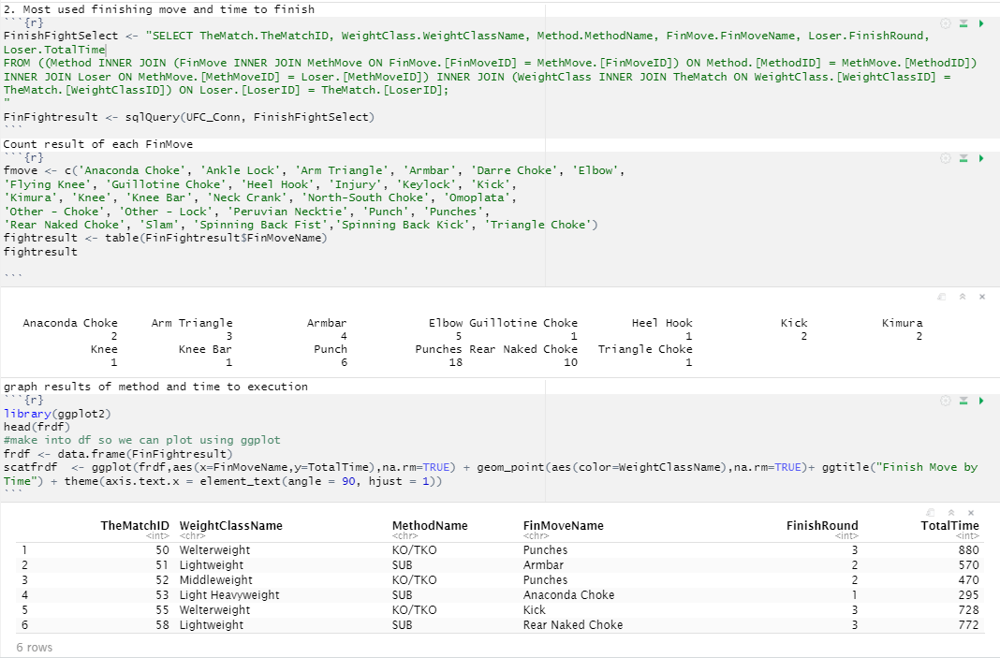 2. Most used finishing move and time to finish
```{r}
FinishFightSelect <- "SELECT TheMatch.TheMatchID, WeightClass.WeightClassName, Method.MethodName, FinMove.FinMoveName, Loser.FinishRound,
Loser.TotalTime
FROM ((Method INNER JOIN (FinMove INNER JOIN MethMove ON FinMove.[FinMoveID] = MethMove.[FinMoveID]) ON Method.[MethodID] = MethMove.[MethodID])
INNER JOIN Loser ON MethMove.[MethMoveID] = Loser.[MethMoveID]) INNER JOIN (WeightClass INNER JOIN TheMatch ON WeightClass.[WeightClassID] =
TheMatch.[WeightClassID]) ON Loser.[LoserID] = TheMatch.[LoserID];
"
FinFightresult <- sqlQuery(UFC_Conn, FinishFightSelect)
```
Count result of each FinMove
```{r}
fmove <- c('Anaconda Choke', 'Ankle Lock', 'Arm Triangle', 'Armbar', 'Darre Choke', 'Elbow',
'Flying Knee', 'Guillotine Choke', 'Heel Hook', 'Injury', 'Keylock', 'Kick',
'Kimura', 'Knee', 'Knee Bar', 'Neck Crank', 'North-South Choke', 'Omoplata',
'Other - Choke', 'Other - Lock', 'Peruvian Necktie', 'Punch', 'Punches',
'Rear Naked Choke', 'Slam', 'Spinning Back Fist','Spinning Back Kick', 'Triangle Choke')
fightresult <- table(FinFightresult$FinMoveName)
fightresult
```
Anaconda Choke Arm Triangle Armbar Elbow Guillotine Choke Heel Hook Kick Kimura
2 3 4 5 1 1 2 2
Knee Knee Bar Punch Punches Rear Naked Choke Triangle Choke
1 1 6 18 10 1
graph results of method and time to execution
```{r}
library(ggplot2)
head(frdf)
#make into df so we can plot using ggplot
frdf <- data.frame(FinFightresult)
scatfrdf  <- ggplot(frdf,aes(x=FinMoveName,y=TotalTime),na.rm=TRUE) + geom_point(aes(color=WeightClassName),na.rm=TRUE)+ ggtitle("Finish Move by
Time") + theme(axis.text.x = element_text(angle = 90, hjust = 1))
```
TheMatchID WeightClassName MethodName FinMoveName FinishRound TotalTime
<int> <chr> <chr> <chr> <int> <int>
1 50 Welterweight KO/TKO Punches 3 880
2 51 Lightweight SUB Armbar 2 570
3 52 Middleweight KO/TKO Punches 2 470
4 53 Light Heavyweight SUB Anaconda Choke 1 295
5 55 Welterweight KO/TKO Kick 3 728
6 58 Lightweight SUB Rear Naked Choke 3 772
6 rows